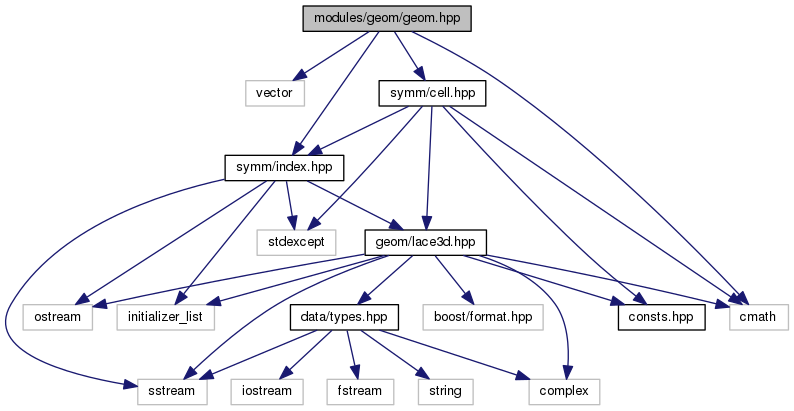 modules/geom/geom.hpp
vector
symm/cell.hpp
symm/index.hpp
stdexcept
geom/lace3d.hpp
ostream
initializer_list
data/types.hpp
boost/format.hpp
consts.hpp
cmath
sstream
iostream
fstream
string
complex